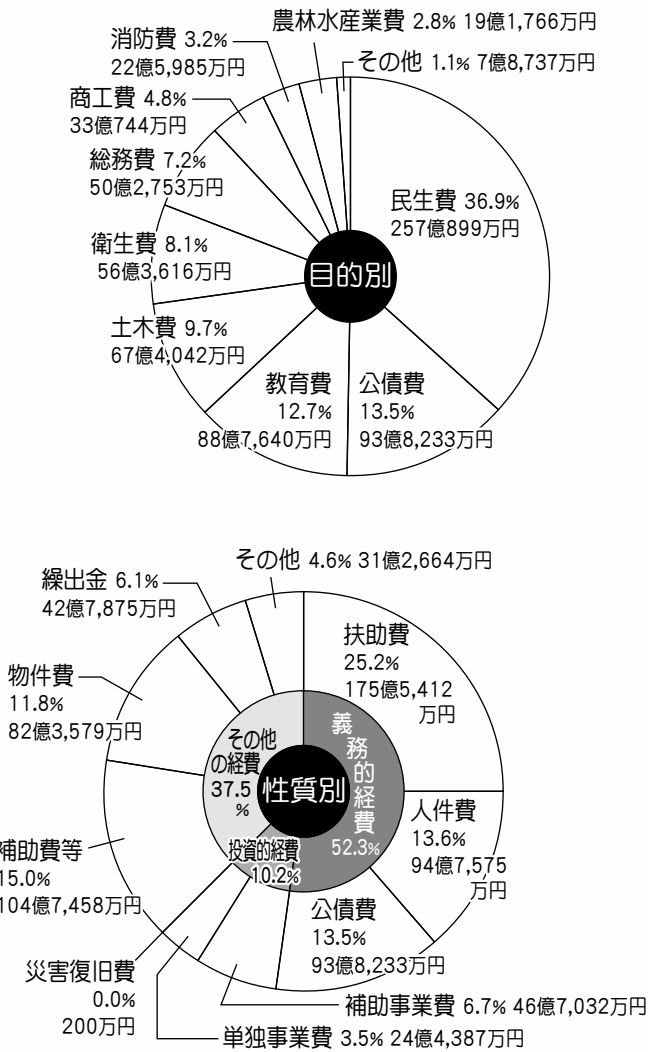 農林水産業費 2.8% 19億1,766万円
消防費 3.2%
22億5,985万円
その他 1.1% 7億8,737万円
商工費 4.8%
33億744万円
総務費 7.2%
50億2,753万円
民生費 36.9%
257億899万円
衛生費 8.1%
56億3,616万円
目的別
土木費 9.7%
67億4,042万円
教育費
12.7%
88億7,640万円
公債費
13.5%
93億8,233万円
その他 4.6% 31億2,664万円
繰出金 6.1%
42億7,875万円
扶助費
25.2%
175億5,412
万円
物件費
11.8%
82億3,579万円
その他
の経費
37.5
%
義務的経費
52.3%
性質別
人件費
13.6%
94億7,575
万円
投資的経費
10.2%
補助費等
15.0%
104億7,458万円
公債費
13.5%
93億8,233万円
災害復旧費
0.0%
200万円
補助事業費 6.7% 46億7,032万円
単独事業費 3.5% 24億4,387万円